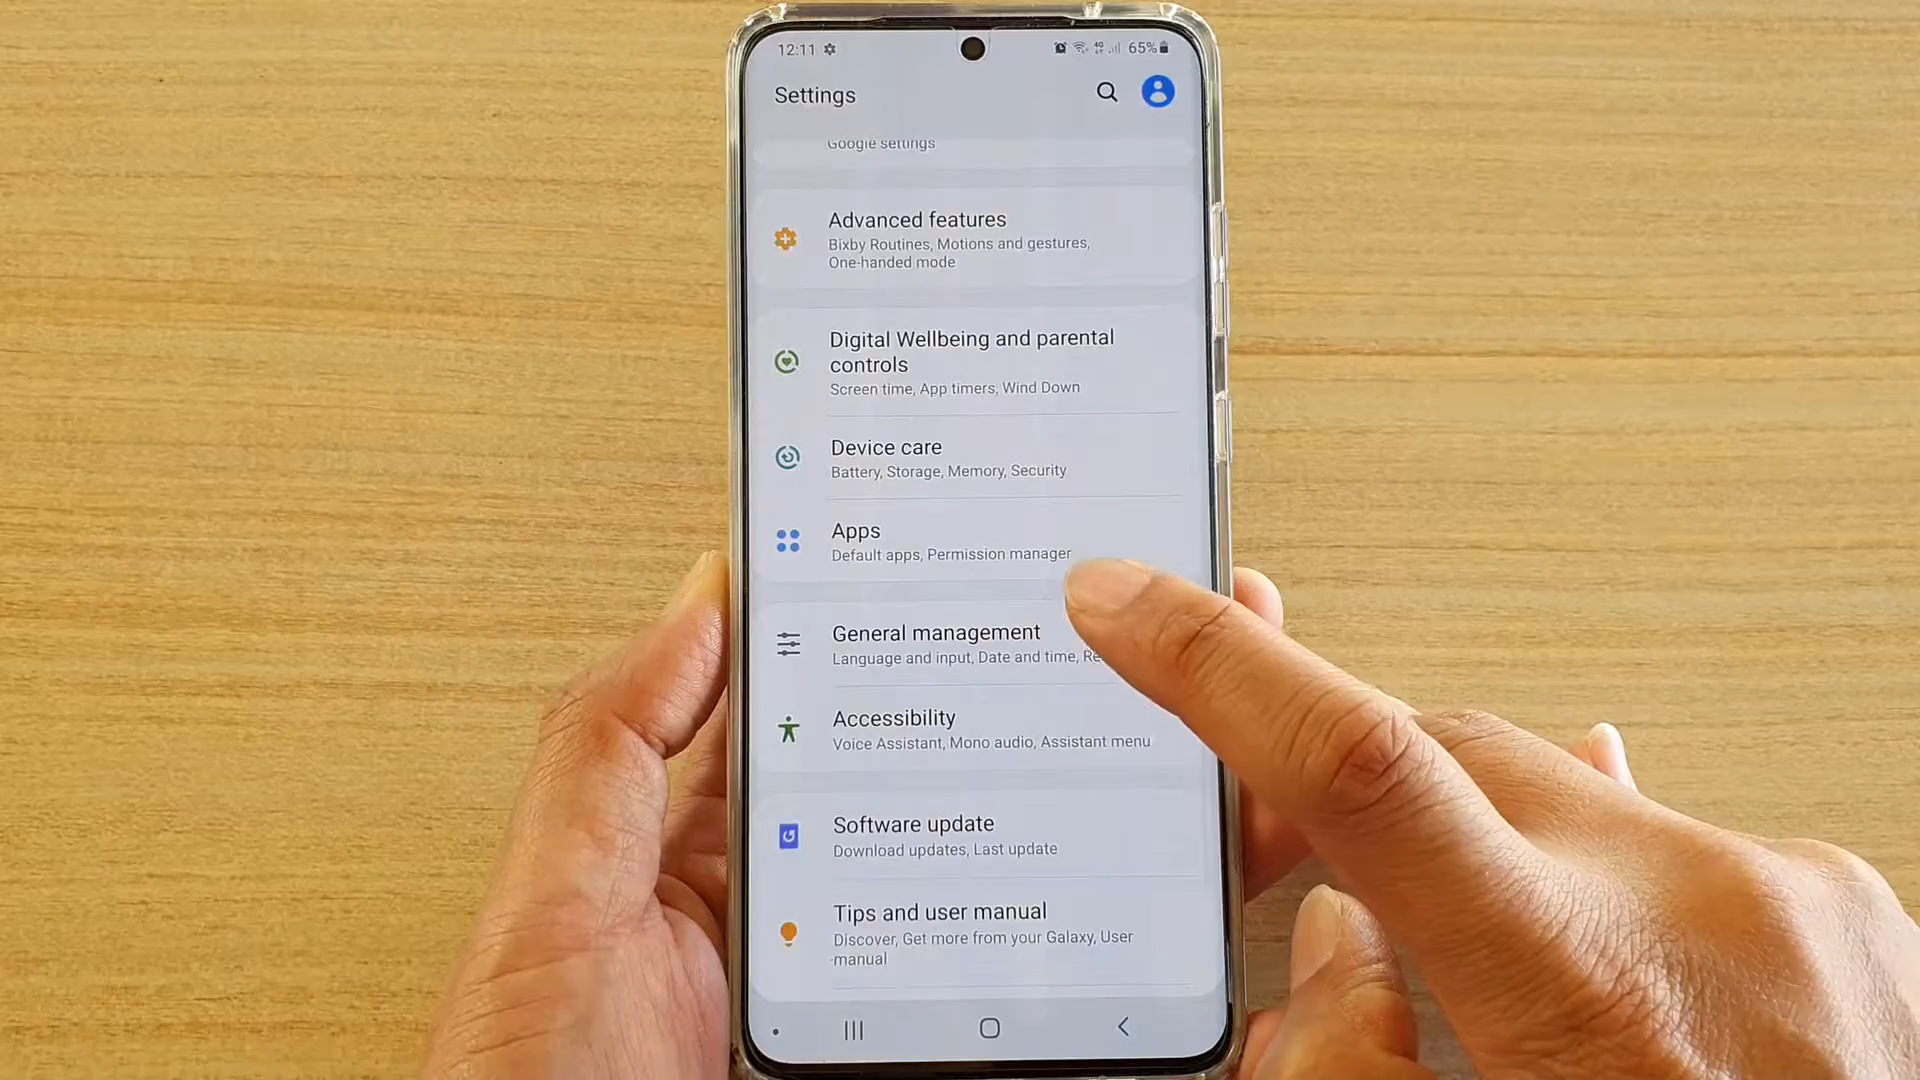 12:11
65%
Settings
Google settings
Advanced features
Bixby Routines, Motions and gestures,
One-handed mode
Digital Wellbeing and parental
controls
Screen time, App timers, Wind Down
Device care
Battery, Storage, Memory, Security
Apps
Default apps, Permission manager
General management
Language and input, Date and time,
Accessibility
Voice Assistant, Mono audio, Assistant menu
Software update
Download updates, Last update
Tips and user manual
Discover, Get more from your Galaxy, User
manual